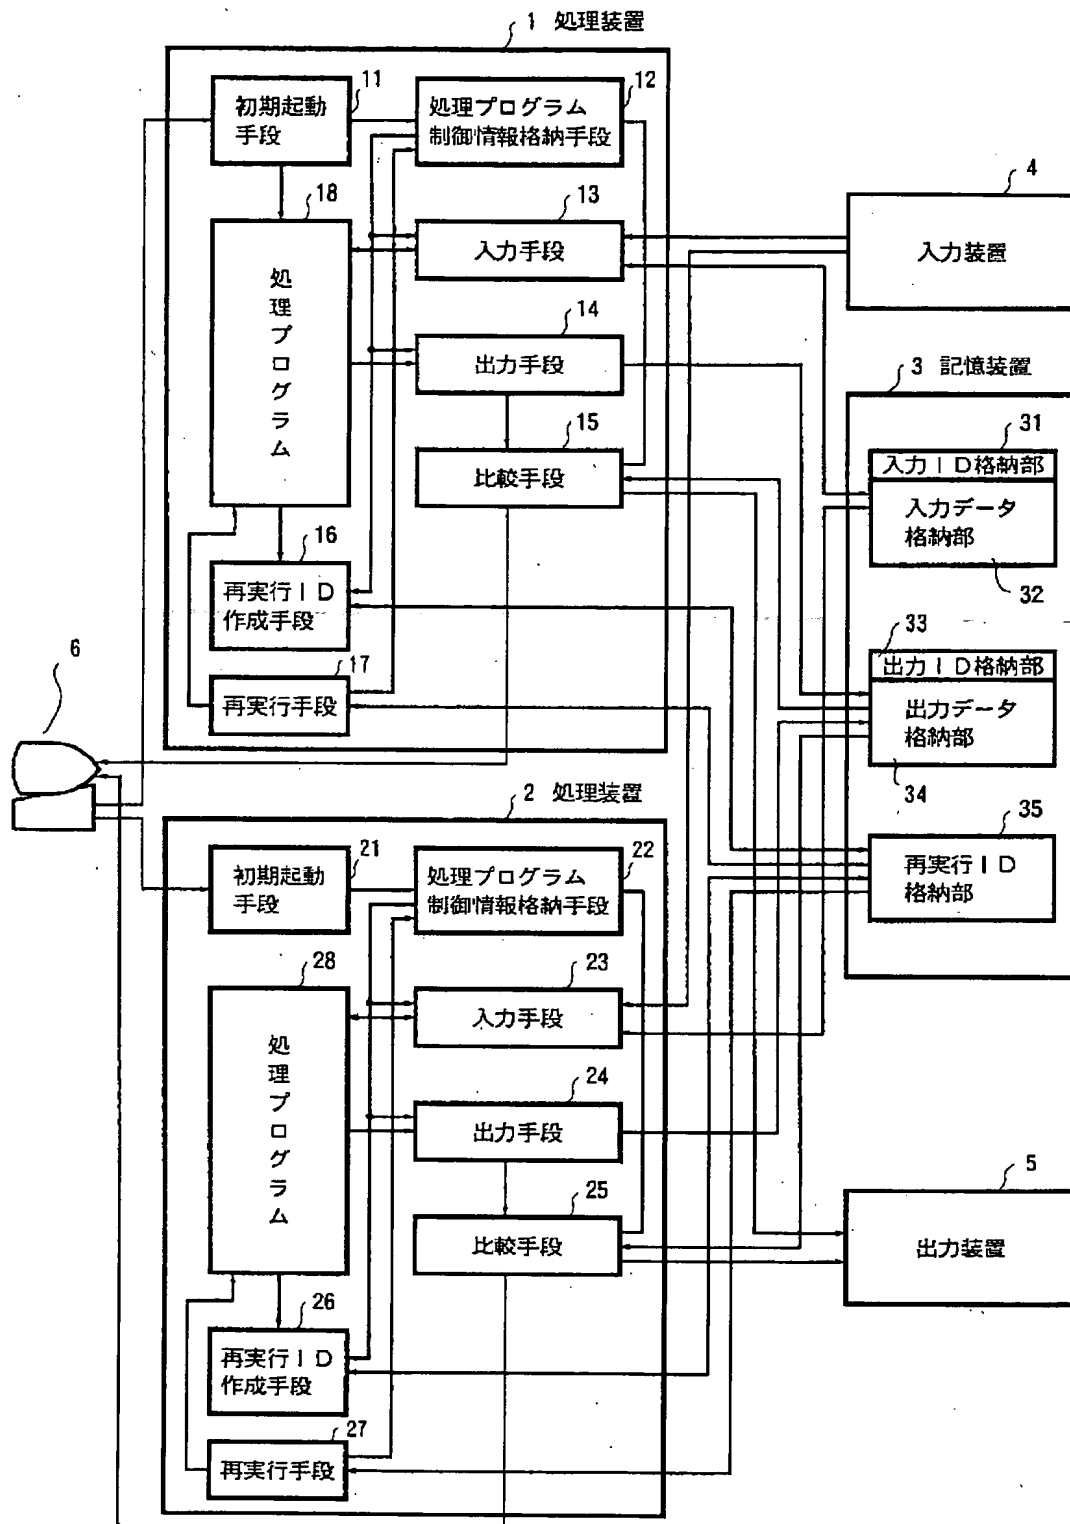 1 処理装置
11
初期起動
手段
12
処理プログラム
制御情報格納手段
18
処理プログラム
13
入力手段
14
出力手段
15
比較手段
16
再実行ID
作成手段
17
再実行手段
4
入力装置
3 記憶装置
31
入力ID格納部
入力データ
格納部
32
33
出力ID格納部
出力データ
格納部
34
35
再実行ID
格納部
6
2 処理装置
21
初期起動
手段
22
処理プログラム
制御情報格納手段
28
処理プログラム
23
入力手段
24
出力手段
25
比較手段
26
再実行ID
作成手段
27
再実行手段
5
出力装置